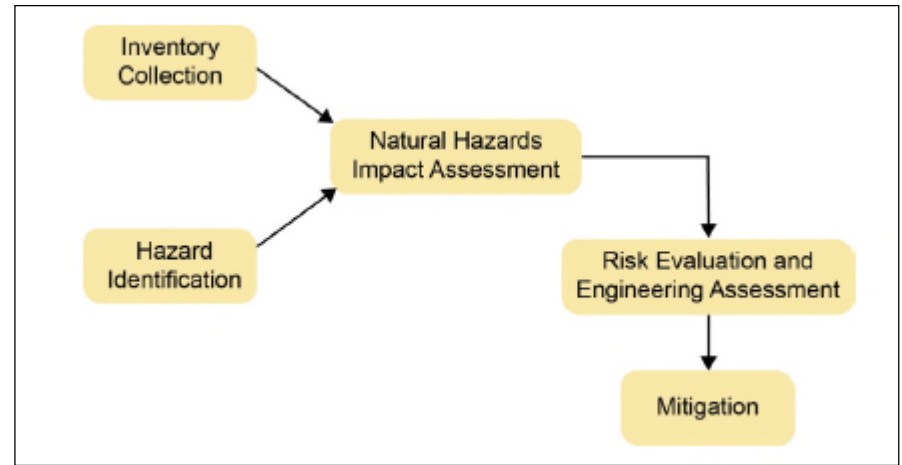 Inventory
Collection
Natural Hazards
Impact Assessment
Hazard
Identification
Risk Evaluation and
Engineering Assessment
Mitigation